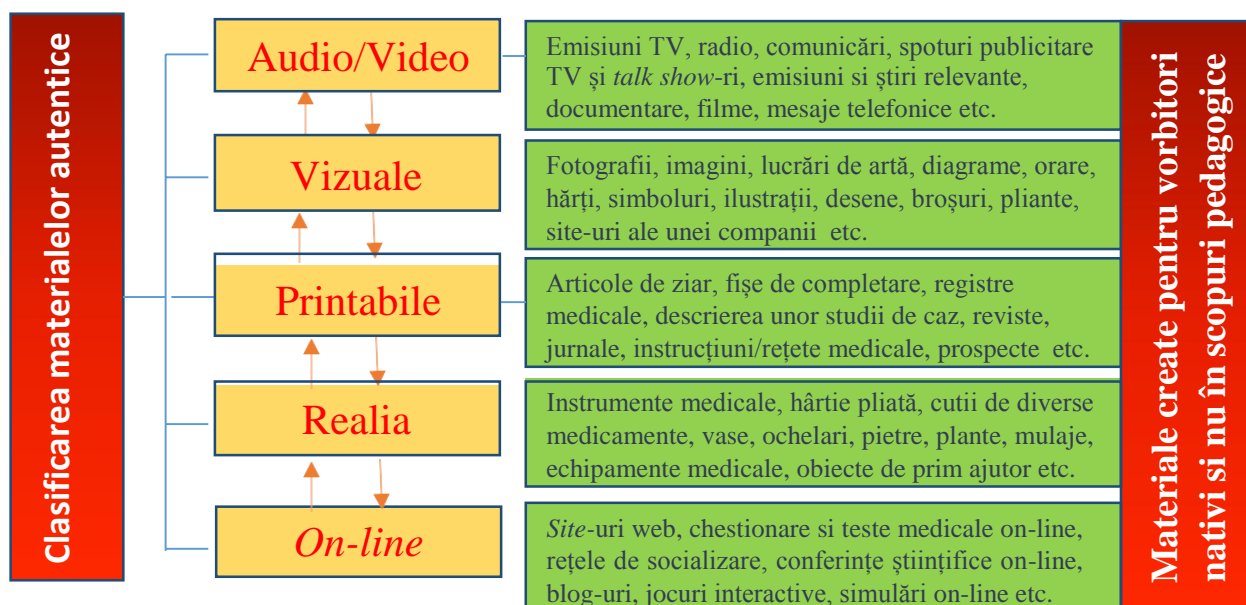 Clasificarea materialelor autentice
Audio/Video
Emisiuni TV, radio, comunicări, spoturi publicitare
TV și talk show-ri, emisiuni si știri relevante,
documentare, filme, mesaje telefonice etc.
Vizuale
Fotografii, imagini, lucrări de artă, diagrame, orare,
hărți, simboluri, ilustrații, desene, broșuri, pliante,
site-uri ale unei companii etc.
Printabile
Articole de ziar, fișe de completare, registre
medicale, descrierea unor studii de caz, reviste,
jurnale, instrucțiuni/rețete medicale, prospecte etc.
Realia
Instrumente medicale, hârtie pliată, cutii de diverse
medicamente, vase, ochelari, pietre, plante, mulaje,
echipamente medicale, obiecte de prim ajutor etc.
On-line
Site-uri web, chestionare si teste medicale on-line,
rețele de socializare, conferințe științifice on-line,
blog-uri, jocuri interactive, simulări on-line etc.
Materiale create pentru vorbitori
nativi si nu în scopuri pedagogice